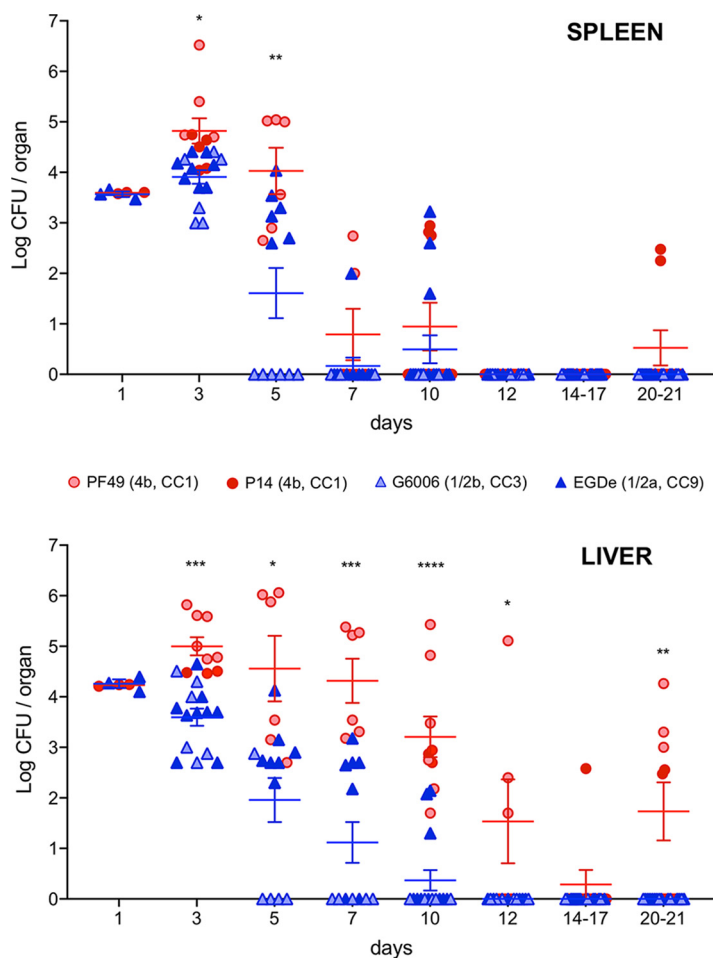 SPLEEN
*
**
7
6
5
4
3
2
1
0
Log CFU / organ
1 3 5 7 10 12 14-17 20-21
days
PF49 (4b, CC1) P14 (4b, CC1) G6006 (1/2b, CC3) EGDe (1/2a, CC9)
LIVER
*** * *** **** * **
7
6
5
4
3
2
1
0
Log CFU / organ
1 3 5 7 10 12 14-17 20-21
days